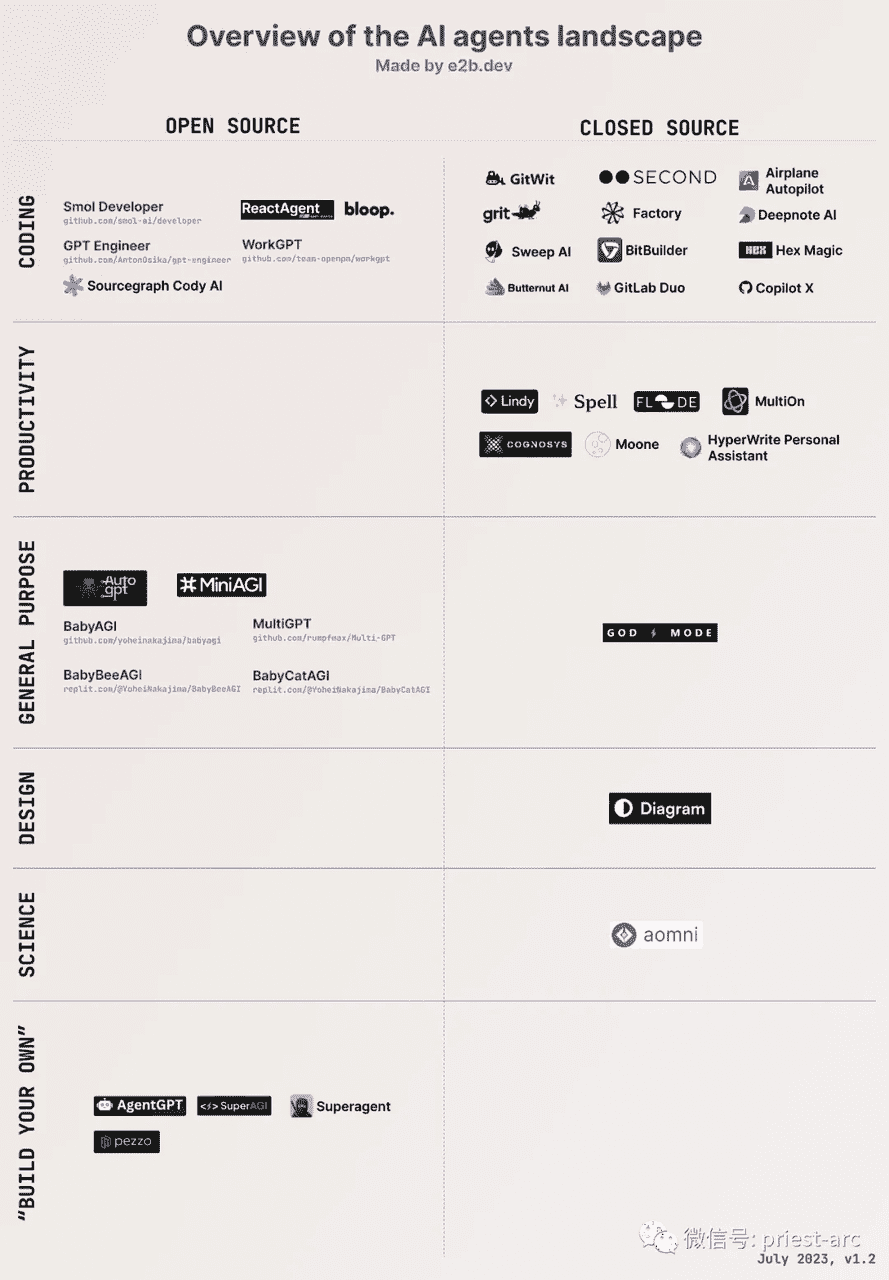 Overview of the AI agents landscape
Made by e2b.dev
OPEN SOURCE
CLOSED SOURCE
CODING
Smol Developer
github.com/smol-ai/developer
ReactAgent
bloop.
GPT Engineer
github.com/AntonOsika/gpt-engineer
WorkGPT
github.com/team-openpm/workgpt
Sourcegraph Cody AI
GitWit
SECOND
Airplane
Autopilot
grit
Factory
Deepnote AI
Sweep AI
BitBuilder
HEX Hex Magic
Butternut AI
GitLab Duo
Copilot X
PRODUCTIVITY
Lindy
Spell
FL DE
MultiOn
COGNOSYS
Moone
HyperWrite Personal
Assistant
GENERAL PURPOSE
Auto
gpt
MiniAGI
BabyAGI
github.com/yoheinakajima/babyagi
MultiGPT
github.com/rumpfmax/Multi-GPT
BabyBeeAGI
replit.com/@YoheiNakajima/BabyBeeAGI
BabyCatAGI
replit.com/@YoheiNakajima/BabyCatAGI
GOD MODE
DESIGN
Diagram
SCIENCE
aomni
"BUILD YOUR OWN"
AgentGPT
SuperAGI
Superagent
pezzo
微信号: priest-arc
July 2023, v1.2